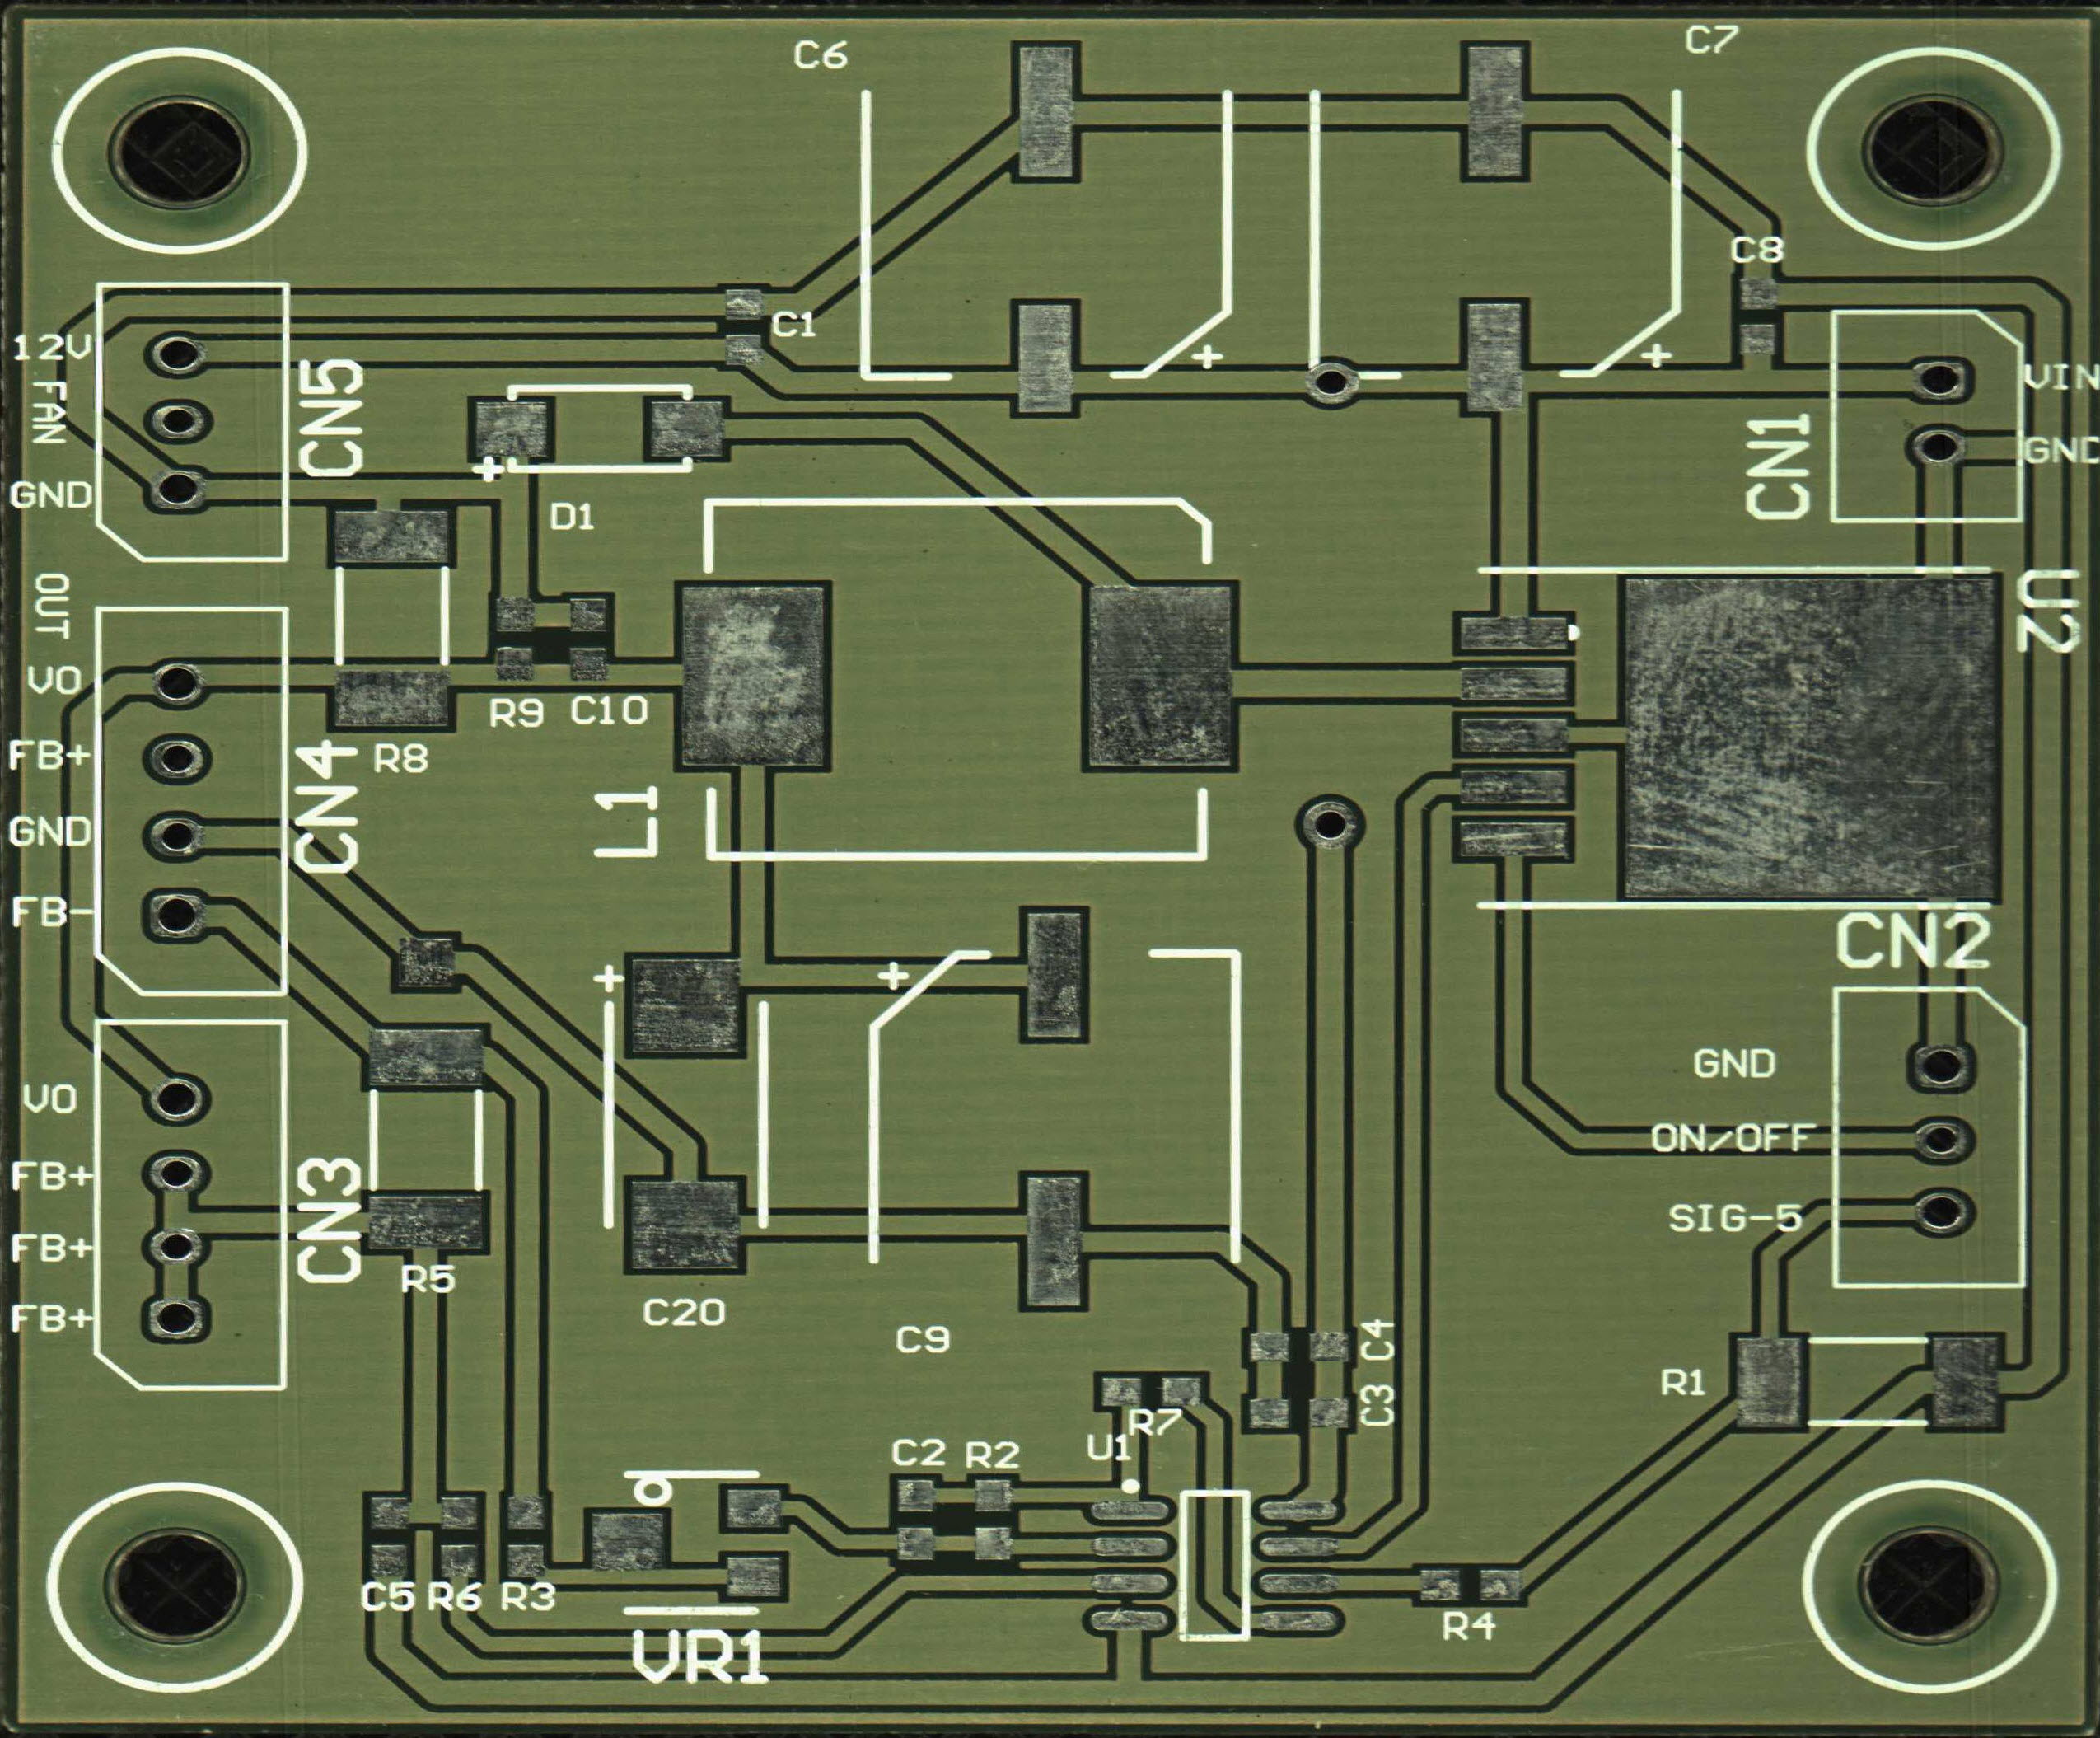 C6
C7
C8
C1
12V
FAN
GND
CN5
+
+
+
VIN
GND
CN1
D1
OUT
U2
VO
FB+
GND
FB-
R9
C10
R8
CN4
L1
CN2
+
+
GND
ON/OFF
SIG-5
VO
FB+
FB+
FB+
CN3
R5
C20
C9
C4
C3
R1
R7
U1
C2
R2
C5
R6
R3
R4
VR1